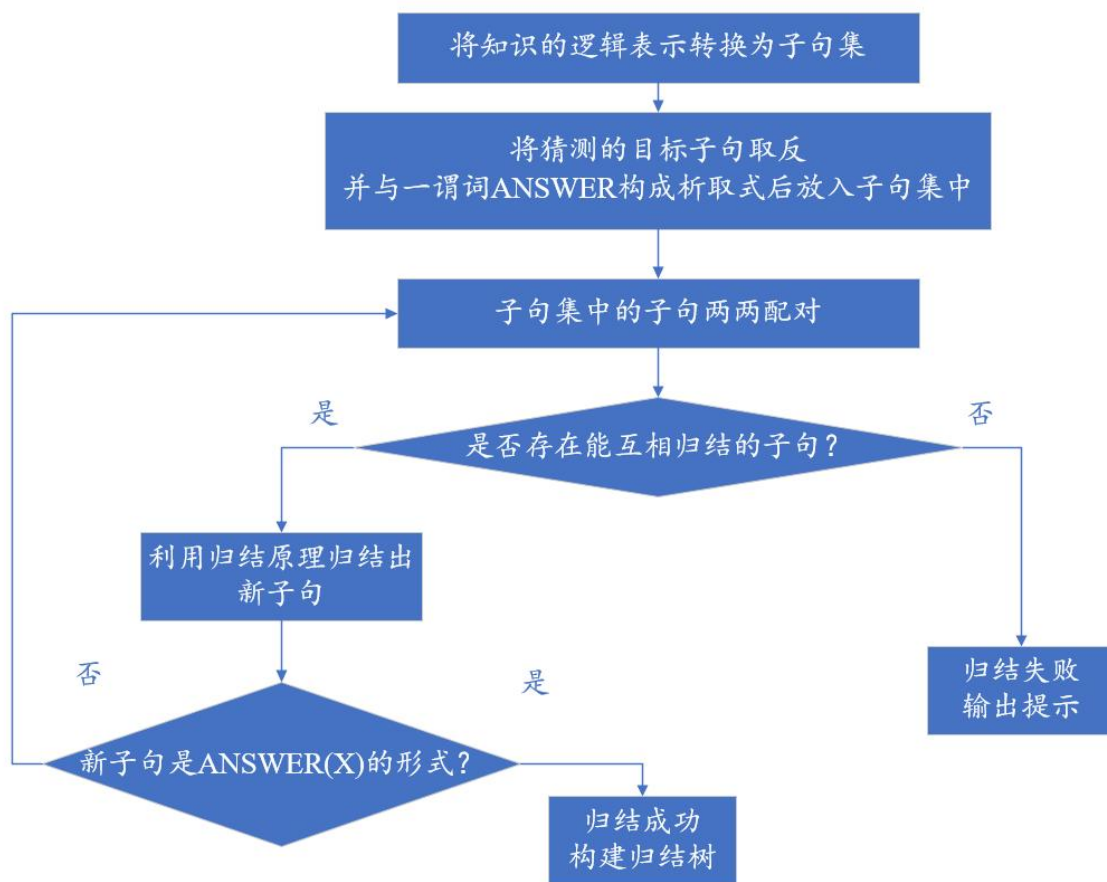 将知识的逻辑表示转换为子句集
将猜测的目标子句取反
并与一谓词ANSWER构成析取式后放入子句集中
子句集中的子句两两配对
是
否
是否存在能互相归结的子句？
利用归结原理归结出
新子句
否
是
归结失败
输出提示
新子句是ANSWER(X)的形式？
归结成功
构建归结树